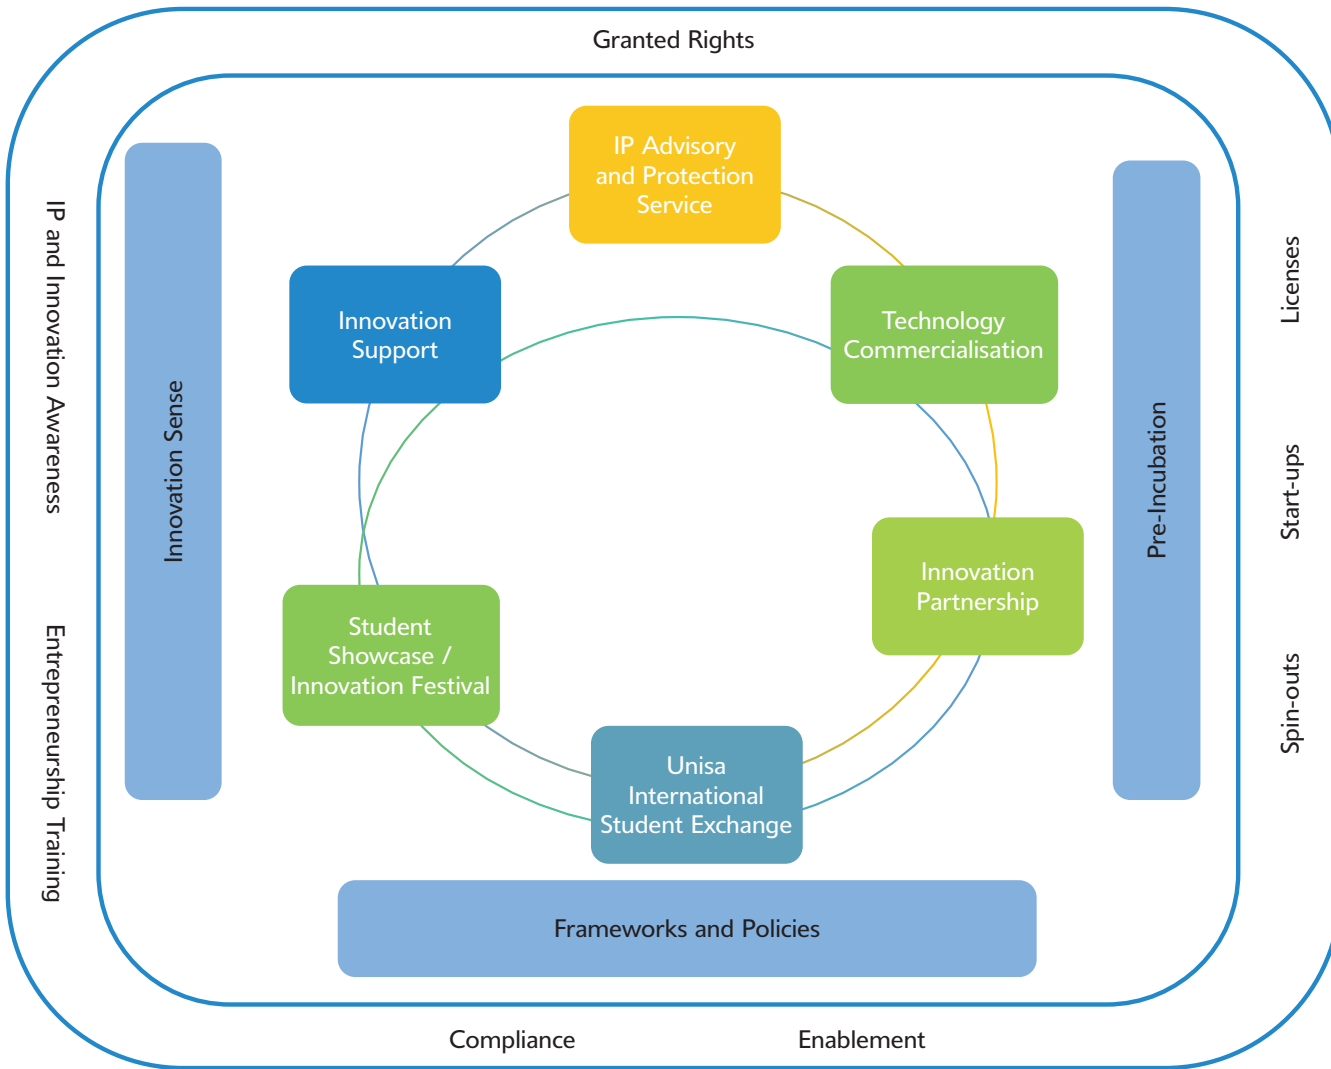 Granted Rights
IP Advisory
and Protection
Service
Innovation
Support
Technology
Commercialisation
Innovation
Partnership
Student
Showcase /
Innovation Festival
Unisa
International
Student Exchange
Innovation Sense
Pre-Incubation
Frameworks and Policies
IP and Innovation Awareness
Entrepreneurship Training
Licenses
Start-ups
Spin-outs
Compliance
Enablement